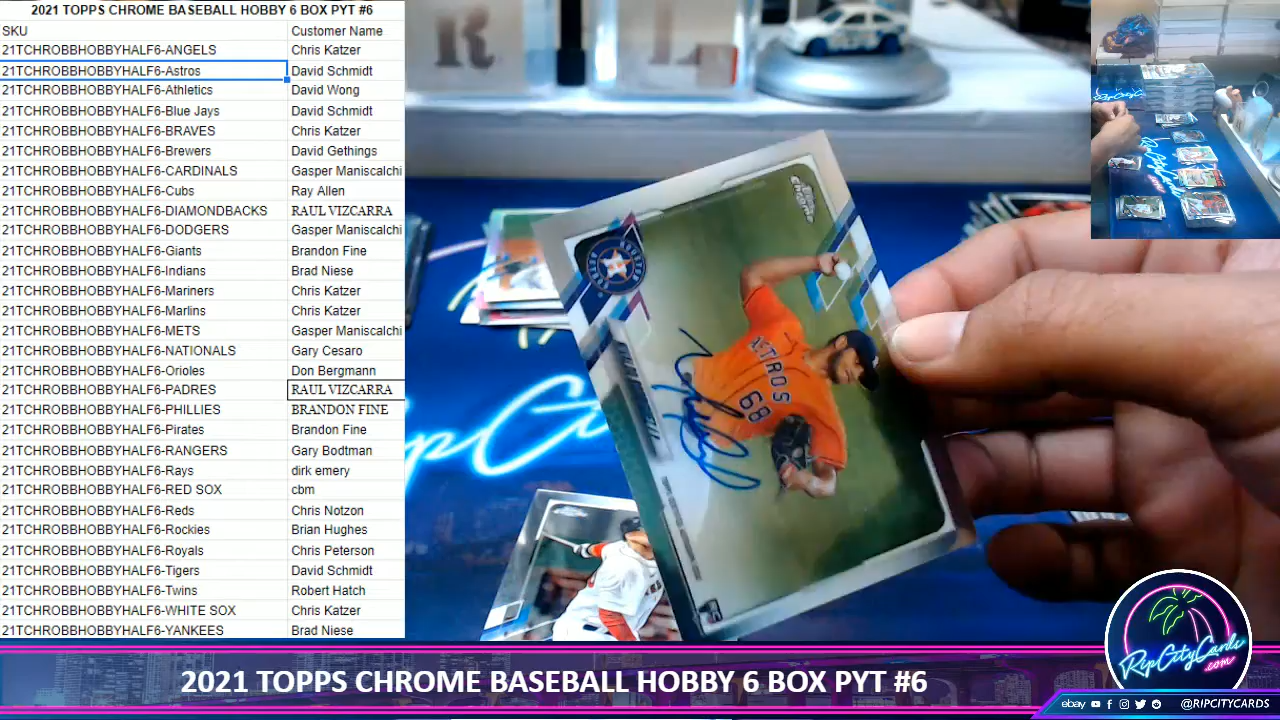 2021 TOPPS CHROME BASEBALL HOBBY 6 BOX PYT #6
SKU Customer Name
21TCHROBBHOBBYHALF6-ANGELS Chris Katzer
21TCHROBBHOBBYHALF6-Astros David Schmidt
21TCHROBBHOBBYHALF6-Athletics David Wong
21TCHROBBHOBBYHALF6-Blue Jays David Schmidt
21TCHROBBHOBBYHALF6-BRAVES Chris Katzer
21TCHROBBHOBBYHALF6-Brewers David Gethings
21TCHROBBHOBBYHALF6-CARDINALS Gasper Maniscalchi
21TCHROBBHOBBYHALF6-Cubs Ray Allen
21TCHROBBHOBBYHALF6-DIAMONDBACKS RAUL VIZCARRA
21TCHROBBHOBBYHALF6-DODGERS Gasper Maniscalchi
21TCHROBBHOBBYHALF6-Giants Brandon Fine
21TCHROBBHOBBYHALF6-Indians Brad Niese
21TCHROBBHOBBYHALF6-Mariners Chris Katzer
21TCHROBBHOBBYHALF6-Marlins Chris Katzer
21TCHROBBHOBBYHALF6-METS Gasper Maniscalchi
21TCHROBBHOBBYHALF6-NATIONALS Gary Cesaro
21TCHROBBHOBBYHALF6-Orioles Don Bergmann
21TCHROBBHOBBYHALF6-PADRES RAUL VIZCARRA
21TCHROBBHOBBYHALF6-PHILLIES BRANDON FINE
21TCHROBBHOBBYHALF6-Pirates Brandon Fine
21TCHROBBHOBBYHALF6-RANGERS Gary Bodtman
21TCHROBBHOBBYHALF6-Rays dirk emery
21TCHROBBHOBBYHALF6-RED SOX cbm
21TCHROBBHOBBYHALF6-Reds Chris Notzon
21TCHROBBHOBBYHALF6-Rockies Brian Hughes
21TCHROBBHOBBYHALF6-Royals Chris Peterson
21TCHROBBHOBBYHALF6-Tigers David Schmidt
21TCHROBBHOBBYHALF6-Twins Robert Hatch
21TCHROBBHOBBYHALF6-WHITE SOX Chris Katzer
21TCHROBBHOBBYHALF6-YANKEES Brad Niese
R L
Chrome
HOUSTON
ASTROS
68
RipCityCards
.com
2021 TOPPS CHROME BASEBALL HOBBY 6 BOX PYT #6
ebay @RIPCITYCARDS